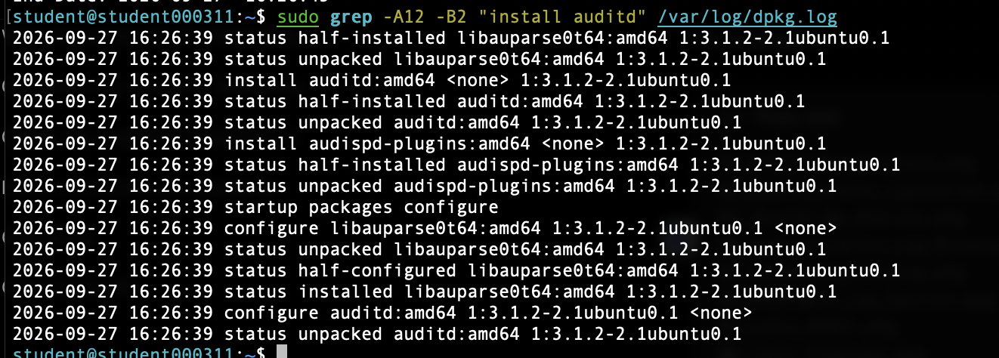 End Date: 2026-09-27 16:26:43
[student@student000311:~$ sudo grep -A12 -B2 "install auditd" /var/log/dpkg.log
2026-09-27 16:26:39 status half-installed libauparse0t64:amd64 1:3.1.2-2.1ubuntu0.1
2026-09-27 16:26:39 status unpacked libauparse0t64:amd64 1:3.1.2-2.1ubuntu0.1
2026-09-27 16:26:39 install auditd:amd64 <none> 1:3.1.2-2.1ubuntu0.1
2026-09-27 16:26:39 status half-installed auditd:amd64 1:3.1.2-2.1ubuntu0.1
2026-09-27 16:26:39 status unpacked auditd:amd64 1:3.1.2-2.1ubuntu0.1
2026-09-27 16:26:39 install audispd-plugins:amd64 <none> 1:3.1.2-2.1ubuntu0.1
2026-09-27 16:26:39 status half-installed audispd-plugins:amd64 1:3.1.2-2.1ubuntu0.1
2026-09-27 16:26:39 status unpacked audispd-plugins:amd64 1:3.1.2-2.1ubuntu0.1
2026-09-27 16:26:39 startup packages configure
2026-09-27 16:26:39 configure libauparse0t64:amd64 1:3.1.2-2.1ubuntu0.1 <none>
2026-09-27 16:26:39 status unpacked libauparse0t64:amd64 1:3.1.2-2.1ubuntu0.1
2026-09-27 16:26:39 status half-configured libauparse0t64:amd64 1:3.1.2-2.1ubuntu0.1
2026-09-27 16:26:39 status installed libauparse0t64:amd64 1:3.1.2-2.1ubuntu0.1
2026-09-27 16:26:39 configure auditd:amd64 1:3.1.2-2.1ubuntu0.1 <none>
2026-09-27 16:26:39 status unpacked auditd:amd64 1:3.1.2-2.1ubuntu0.1
student@student000311:~$